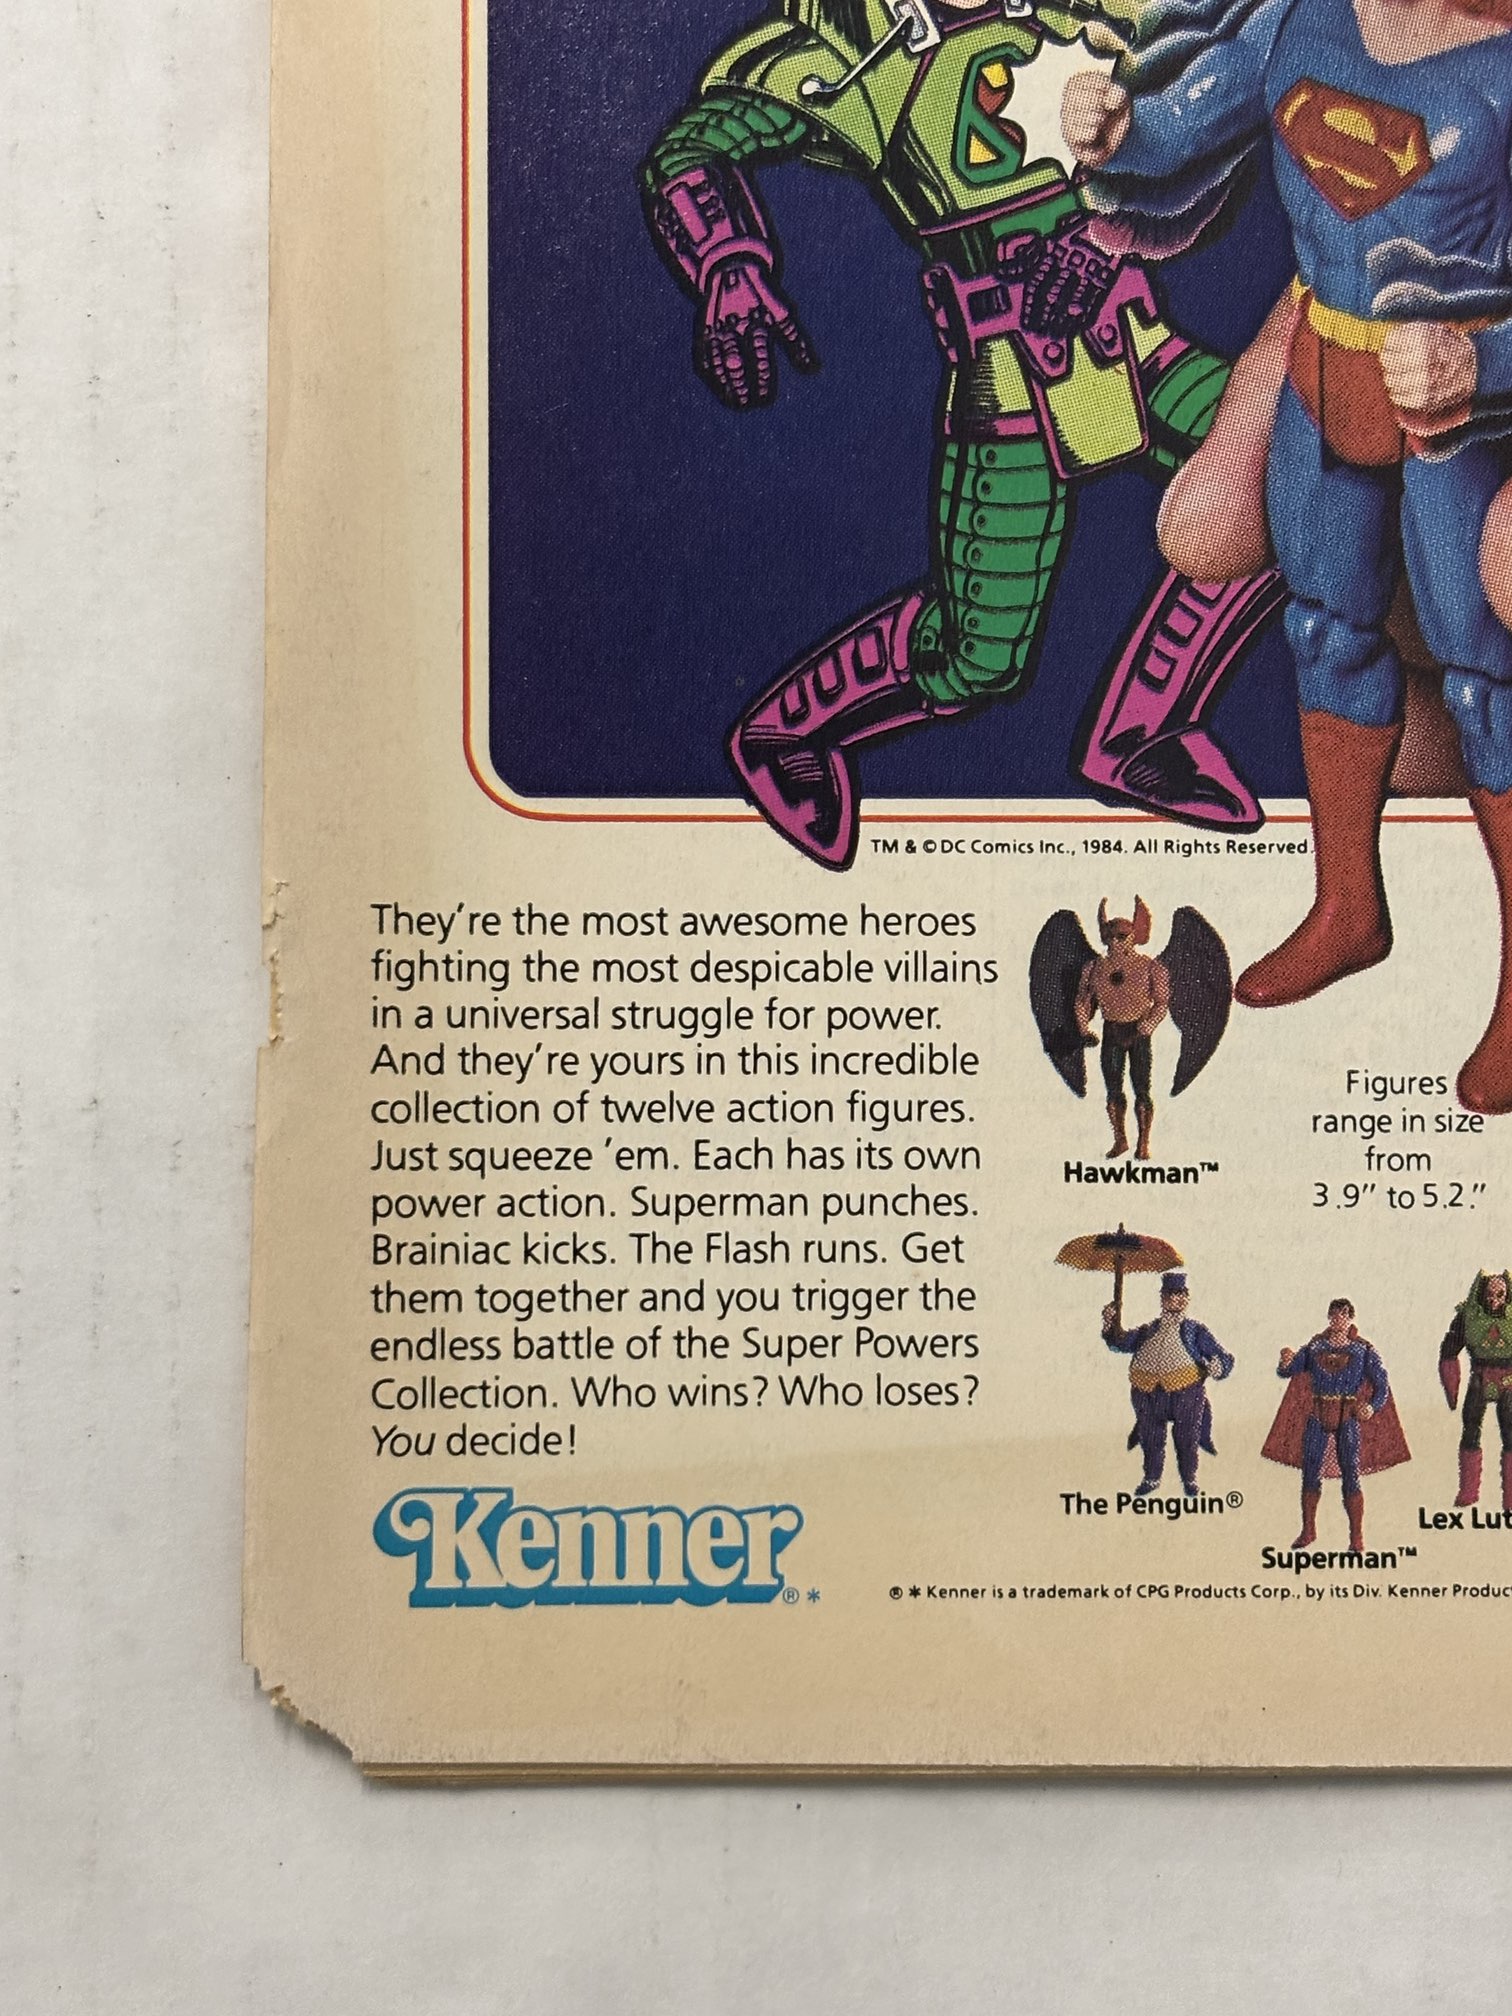 TM & © DC Comics Inc., 1984. All Rights Reserved.
They're the most awesome heroes
fighting the most despicable villains
in a universal struggle for power.
And they're yours in this incredible
collection of twelve action figures.
Just squeeze 'em. Each has its own
power action. Superman punches.
Brainiac kicks. The Flash runs. Get
them together and you trigger the
endless battle of the Super Powers
Collection. Who wins? Who loses?
You decide!
Hawkman™
Figures
range in size
from
3.9" to 5.2."
The Penguin®
Superman™
Lex Lut
Kenner®*
® * Kenner is a trademark of CPG Products Corp., by its Div. Kenner Produc